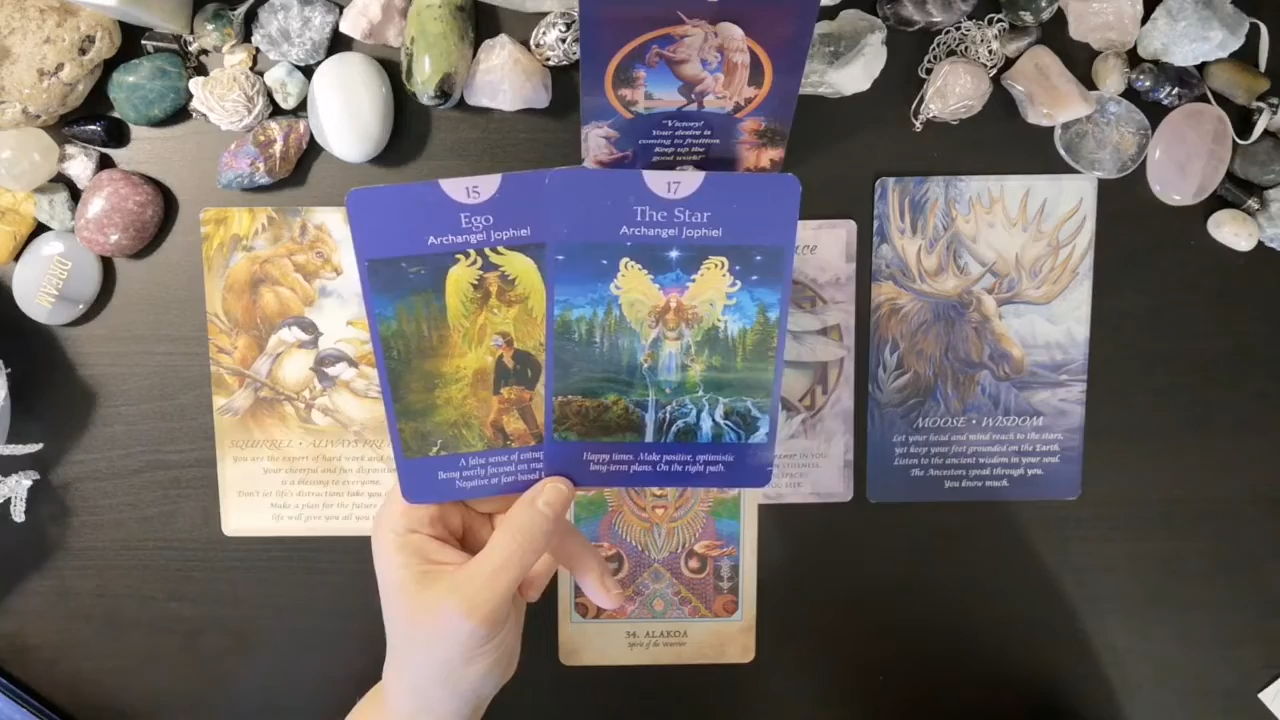 "Victory!
Your desire is
coming to fruition.
Keep up the
good work!"
15
Ego
Archangel Jophiel
A false sense of
Being overly focused on
Negative or fear-based
17
The Star
Archangel Jophiel
Happy times. Make positive, optimistic
long-term plans. On the right path.
DREAM
SQUIRREL • ALWAYS
You are the expert of hard work and
Your cheerful and fun
is a blessing to everyone.
Don't let life's distractions take you
Make a plan for the future
life will give you all you
IN YOU
STILLNESS.
SPACE
SEEK
MOOSE • WISDOM
Let your head and mind reach to the stars,
yet keep your feet grounded on the Earth.
Listen to the ancient wisdom in your soul.
The Ancestors speak through you.
You know much.
34. ALAKOA
Spirit of the Warrior